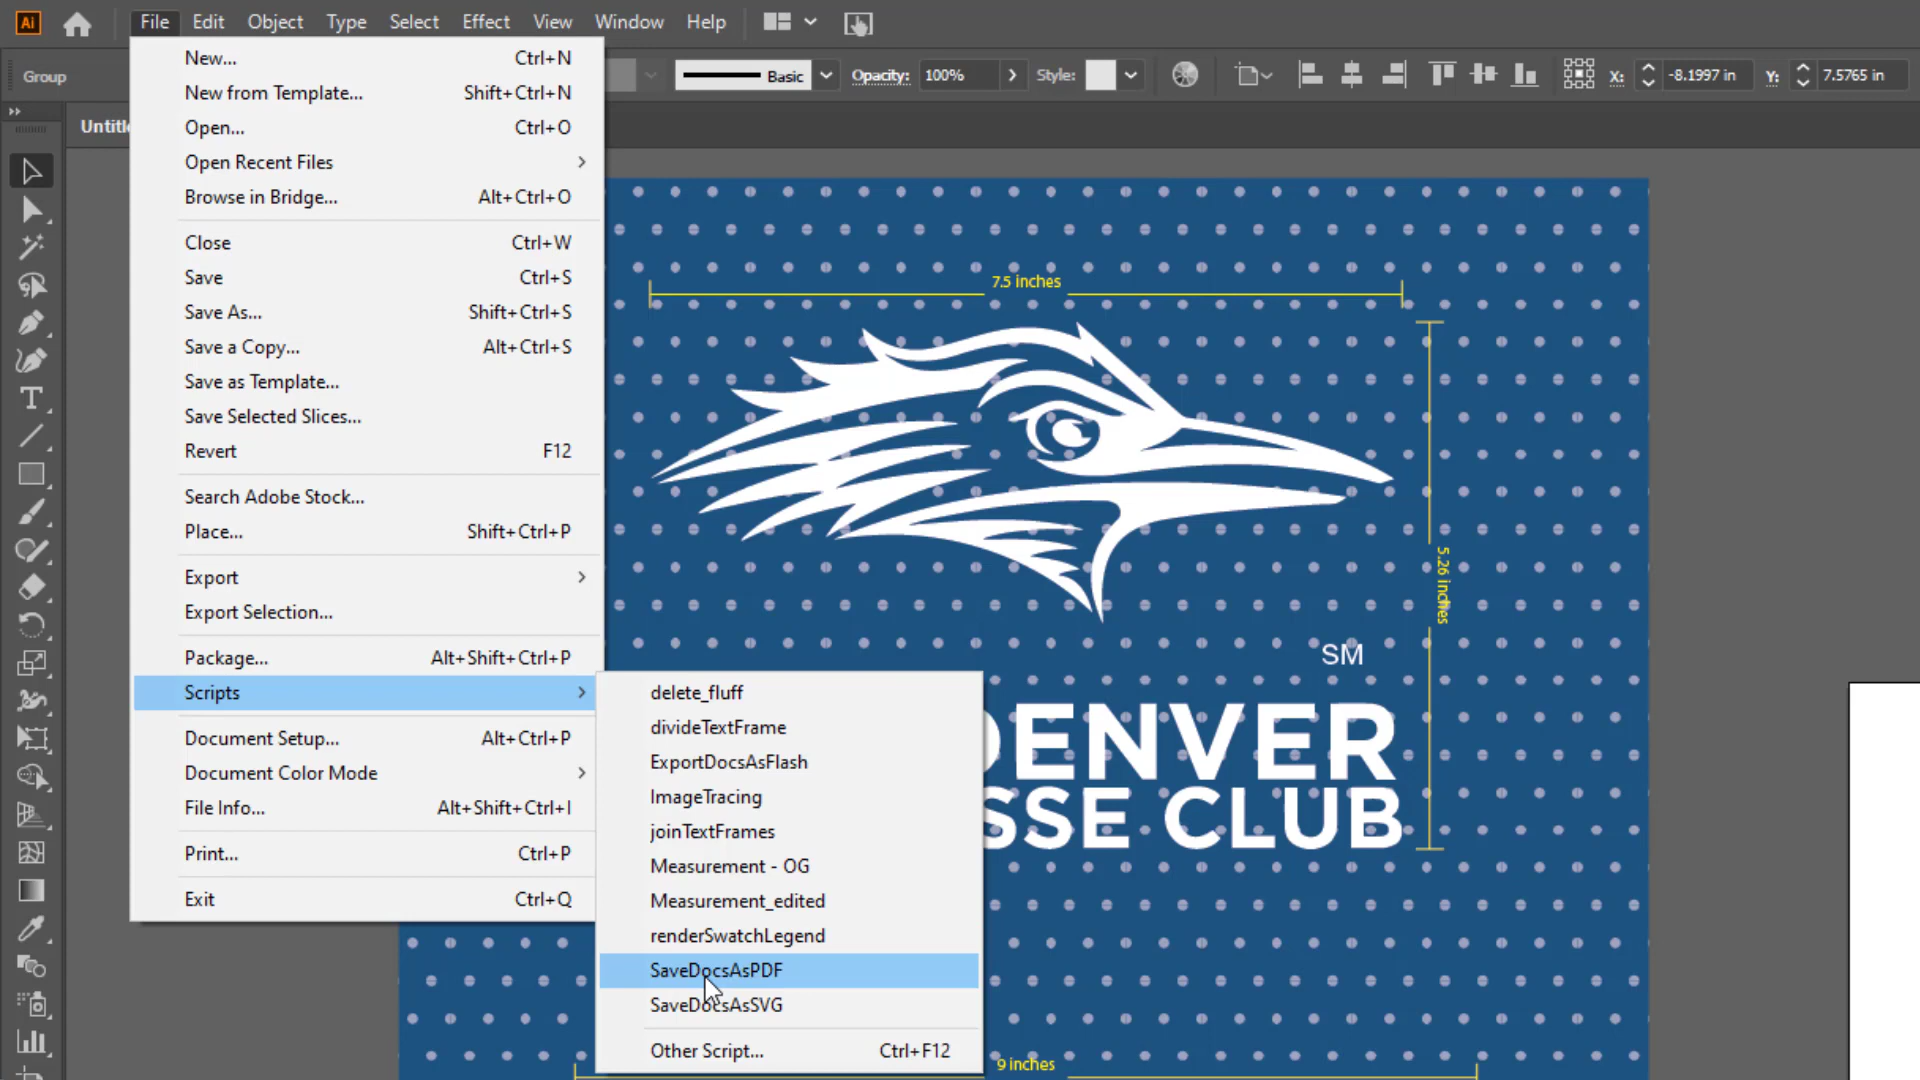 Ai File Edit Object Type Select Effect View Window Help
Group Basic Opacity: 100% Style: X: -8.1997 in Y: 7.5765 in
Untitle
New... Ctrl+N
New from Template... Shift+Ctrl+N
Open... Ctrl+O
Open Recent Files
Browse in Bridge... Alt+Ctrl+O
Close Ctrl+W
Save Ctrl+S
Save As... Shift+Ctrl+S
Save a Copy... Alt+Ctrl+S
Save as Template...
Save Selected Slices...
Revert F12
Search Adobe Stock...
Place... Shift+Ctrl+P
Export
Export Selection...
Package... Alt+Shift+Ctrl+P
Scripts
Document Setup... Alt+Ctrl+P
Document Color Mode
File Info... Alt+Shift+Ctrl+I
Print... Ctrl+P
Exit Ctrl+Q
delete_fluff
divideTextFrame
ExportDocsAsFlash
ImageTracing
joinTextFrames
Measurement - OG
Measurement_edited
renderSwatchLegend
SaveDocsAsPDF
SaveDocsAsSVG
Other Script... Ctrl+F12
7.5 inches
5.26 inches
SM
DENVER
SSE CLUB
9 inches